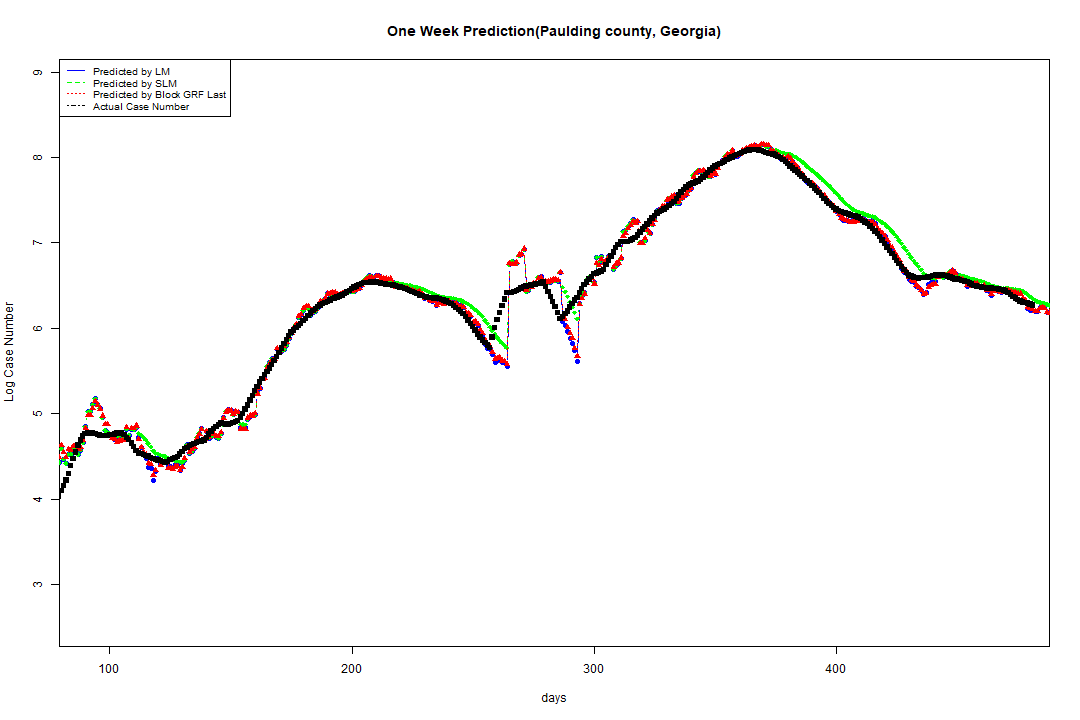 One Week Prediction(Paulding county, Georgia)
Predicted by LM
Predicted by SLM
Predicted by Block GRF Last
Actual Case Number
9
8
7
6
5
4
3
Log Case Number
100 200 300 400
days